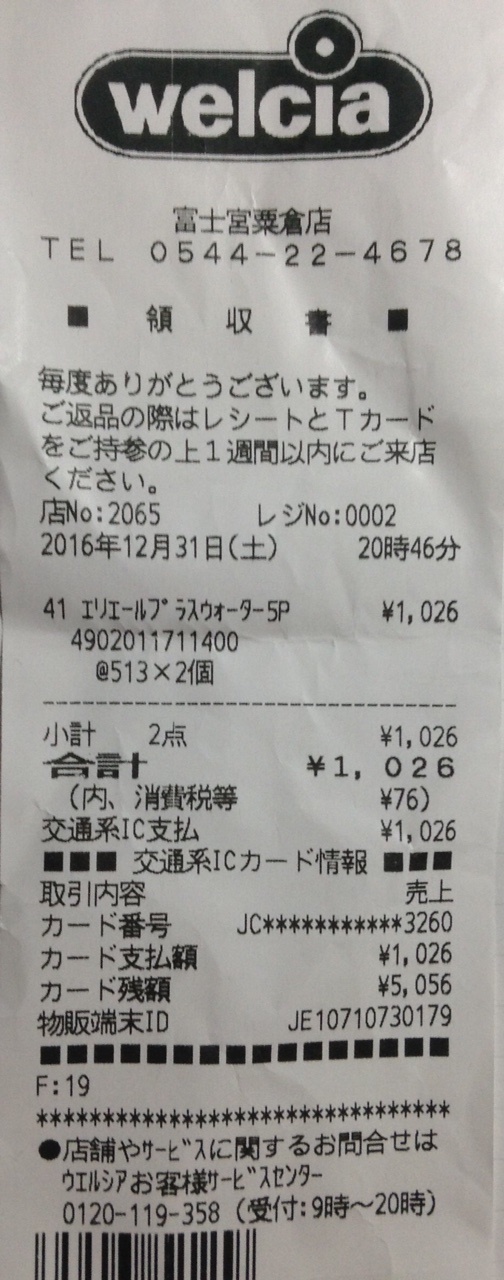 welcia
富士宮粟倉店
TEL 0544-22-4678
■ 領 収 書 ■
毎度ありがとうございます。
ご返品の際はレシートとTカード
をご持参の上1週間以内にご来店
ください。
店No:2065 レジNo:0002
2016年12月31日(土) 20時46分
41 エリエールプラスウォーター5P ¥1,026
4902011711400
@513×2個
小計 2点 ¥1,026
合計 ¥1,026
(内、消費税等 ¥76)
交通系IC支払 ¥1,026
■■■ 交通系ICカード情報 ■■■
取引内容 売上
カード番号 JC***********3260
カード支払額 ¥1,026
カード残額 ¥5,056
物販端末ID JE10710730179
■■■■■■■■■■■■■■■■
F:19
********************************
●店舗やサービスに関するお問合せは
ウエルシアお客様サービスセンター
0120-119-358 (受付:9時~20時)